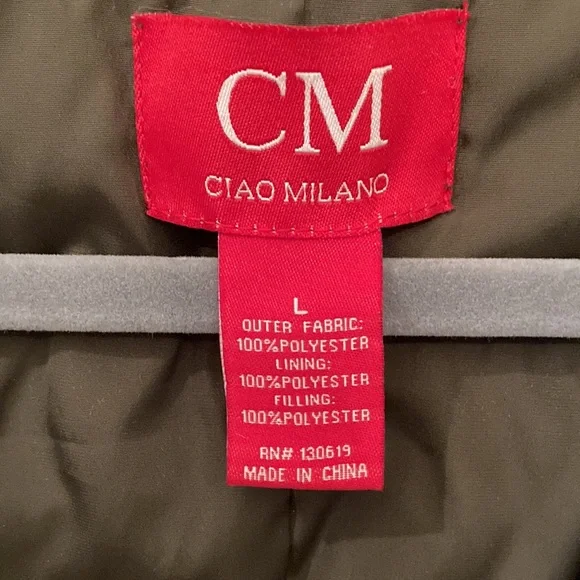 CM
CIAO MILANO
L
OUTER FABRIC:
100%POLYESTER
LINING:
100%POLYESTER
FILLING:
100%POLYESTER
RN# 130619
MADE IN CHINA